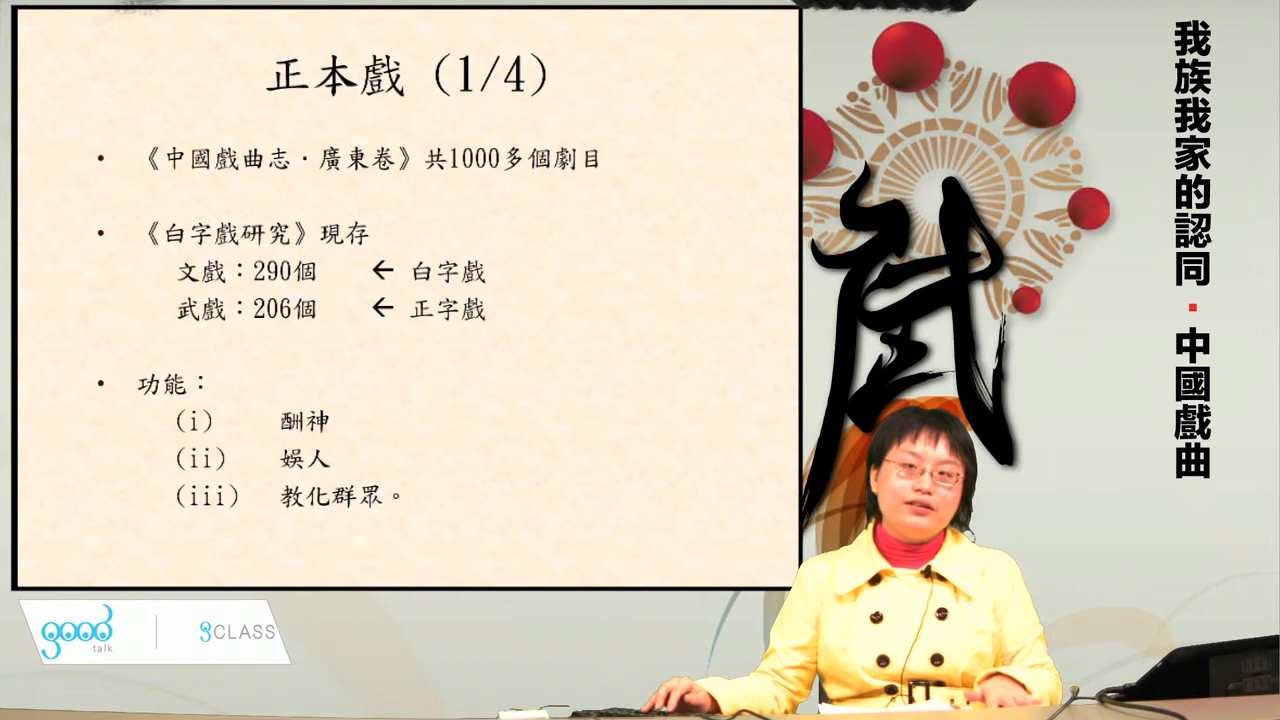 正本戲 (1/4)
• 《中國戲曲志·廣東卷》共1000多個劇目
• 《白字戲研究》現存
文戲：290個 ← 白字戲
武戲：206個 ← 正字戲
• 功能：
(i) 酬神
(ii) 娛人
(iii) 教化群眾。
我族我家的認同·中國戲曲
戲
good
talk
gCLASS